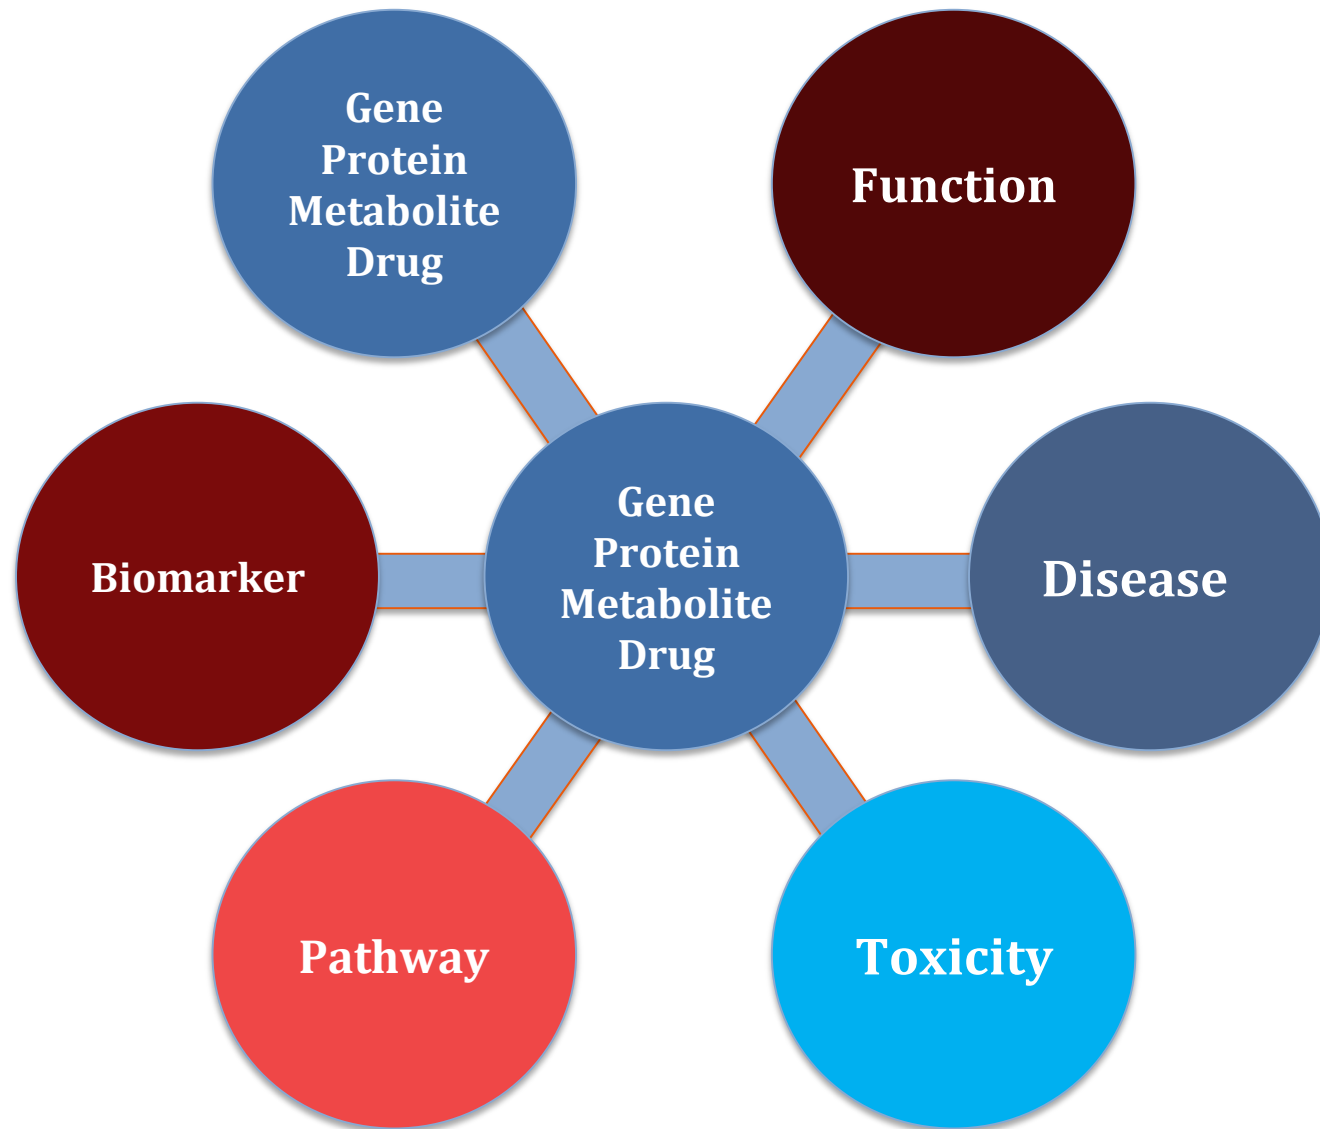 Gene
Protein
Metabolite
Drug
Function
Biomarker
Gene
Protein
Metabolite
Drug
Disease
Pathway
Toxicity